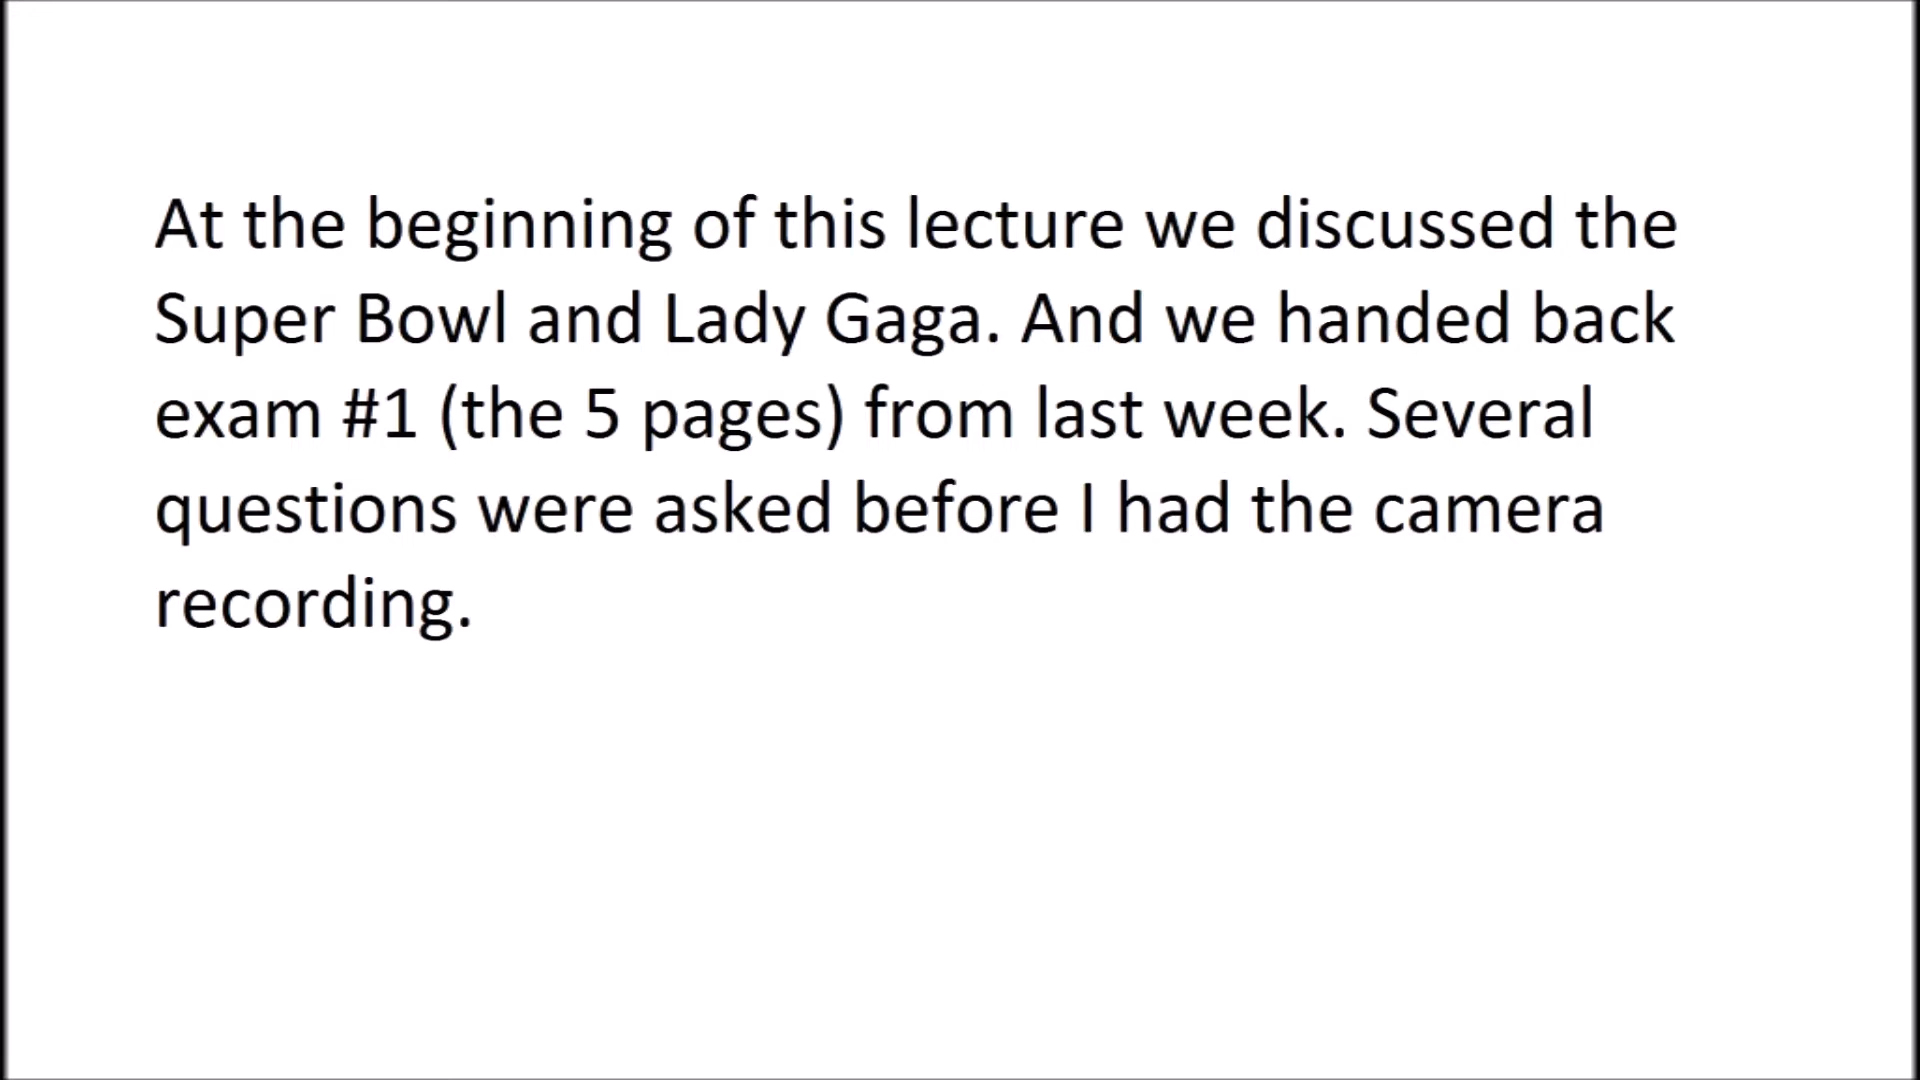 At the beginning of this lecture we discussed the
Super Bowl and Lady Gaga. And we handed back
exam #1 (the 5 pages) from last week. Several
questions were asked before I had the camera
recording.